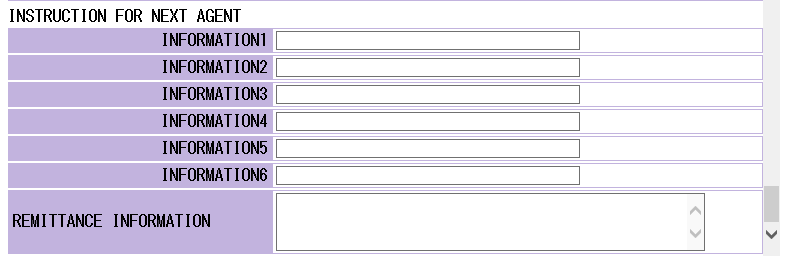 INSTRUCTION FOR NEXT AGENT
INFORMATION1
INFORMATION2
INFORMATION3
INFORMATION4
INFORMATION5
INFORMATION6
REMITTANCE INFORMATION